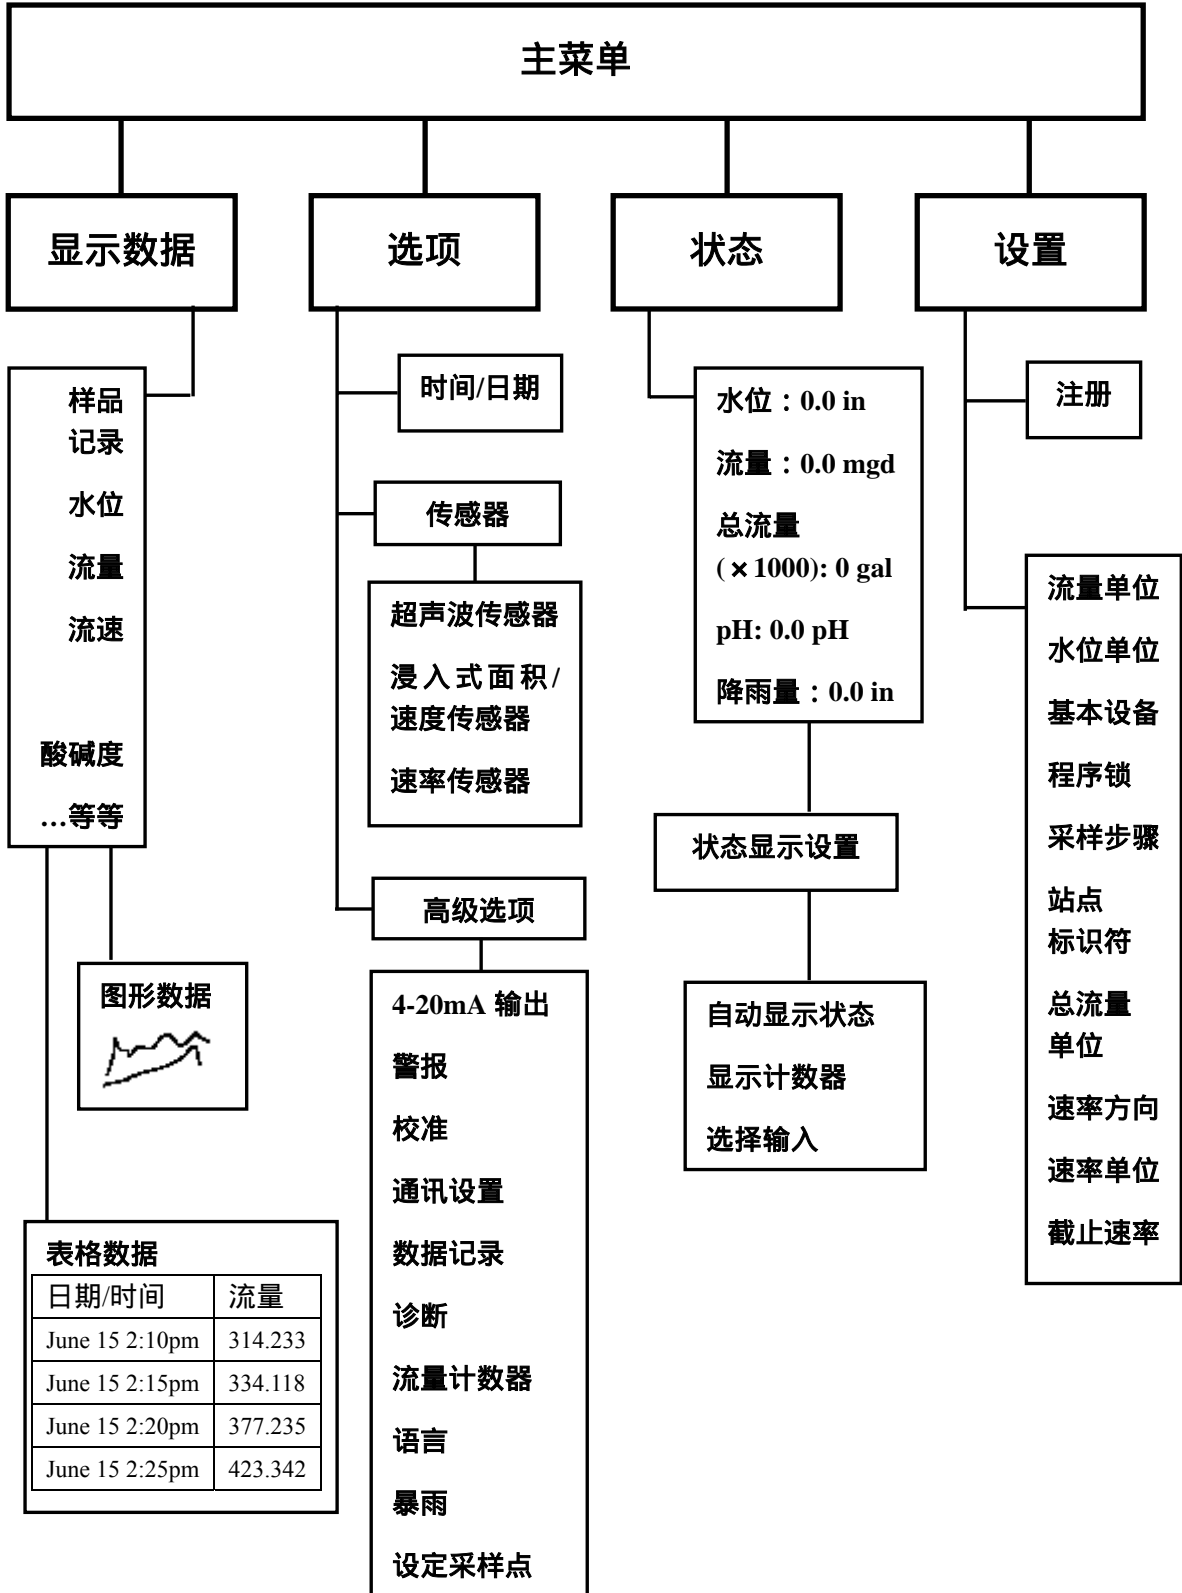 主菜单
显示数据
选项
状态
设置
样品
记录
水位
流量
流速
酸碱度
…等等
图形数据
表格数据
日期/时间 流量
June 15 2:10pm 314.233
June 15 2:15pm 334.118
June 15 2:20pm 377.235
June 15 2:25pm 423.342
时间/日期
传感器
超声波传感器
浸入式面积/
速度传感器
速率传感器
高级选项
4-20mA 输出
警报
校准
通讯设置
数据记录
诊断
流量计数器
语言
暴雨
设定采样点
水位：0.0 in
流量：0.0 mgd
总流量
(×1000): 0 gal
pH: 0.0 pH
降雨量：0.0 in
状态显示设置
自动显示状态
显示计数器
选择输入
注册
流量单位
水位单位
基本设备
程序锁
采样步骤
站点
标识符
总流量
单位
速率方向
速率单位
截止速率